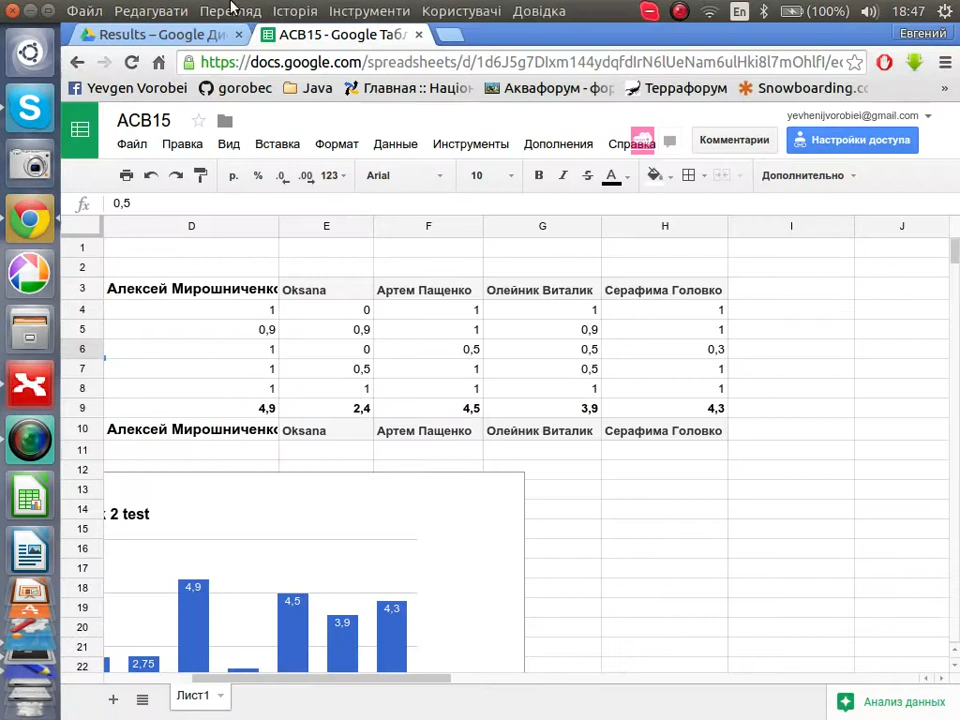 Файл Редагувати Перегляд Історія Інструменти Користувачі Довідка En (100%) 18:47
Results – Google Ди ACB15 - Google Таб Евгений
https://docs.google.com/spreadsheets/d/
Yevgen Vorobei gorobec Java Главная :: Націон Аквафорум - фор Террафорум Snowboarding.cc »
ACB15 yevhenijvorobiei@gmail.com
Файл Правка Вид Вставка Формат Данные Инструменты Дополнения Справка Комментарии Настройки доступа
р. % .0 .00 123 Arial 10 B I S A Дополнительно
fx 0,5
D E F G H I J
1
2
3 Алексей Мирошниченко Oksana Артем Пащенко Олейник Виталик Серафима Головко
4 1 0 1 1 1
5 0,9 0,9 1 0,9 1
6 1 0 0,5 0,5 0,3
7 1 0,5 1 0,5 1
8 1 1 1 1 1
9 4,9 2,4 4,5 3,9 4,3
10 Алексей Мирошниченко Oksana Артем Пащенко Олейник Виталик Серафима Головко
11
12
13
14 2 test
15
16
17
18 4,9
19 4,5 4,3
20 3,9
21
22 2,75
+ Лист1 Анализ данных